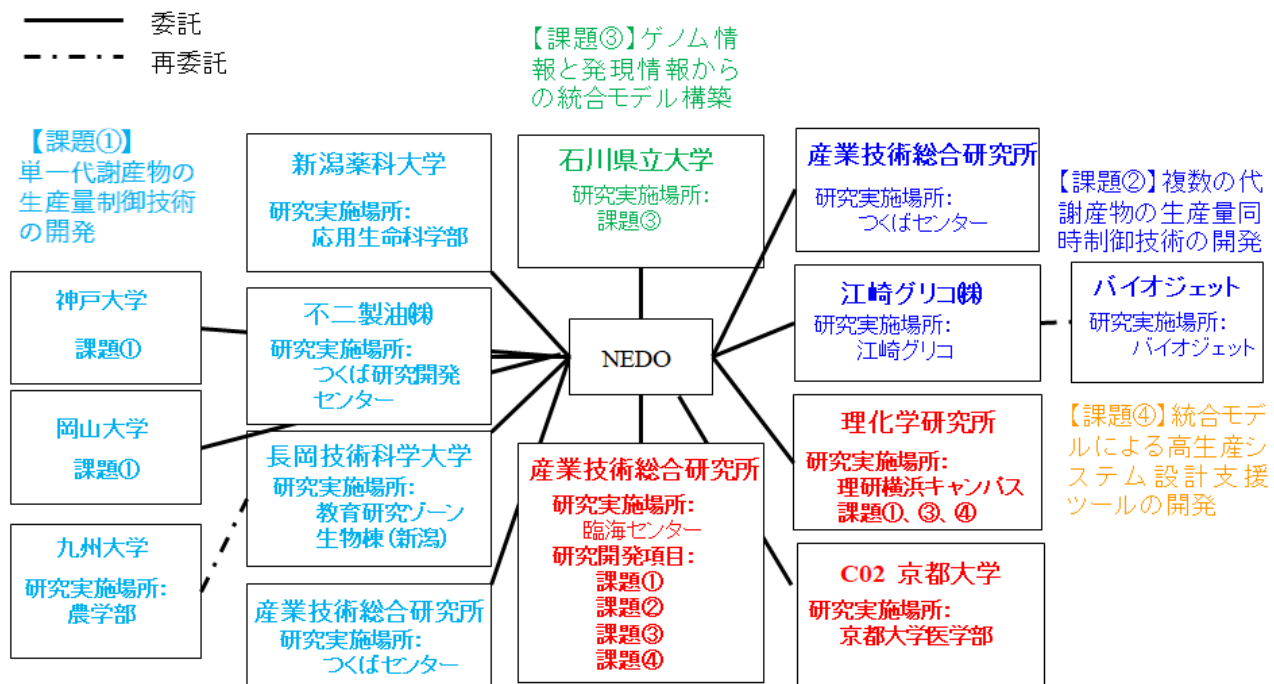 委託
再委託
【課題③】ゲノム情
報と発現情報から
の統合モデル構築
【課題①】
単一代謝産物の
生産量制御技術
の開発
新潟薬科大学
研究実施場所:
応用生命科学部
石川県立大学
研究実施場所:
課題③
産業技術総合研究所
研究実施場所:
つくばセンター
【課題②】複数の代
謝産物の生産量同
時制御技術の開発
神戸大学
課題①
不二製油㈱
研究実施場所:
つくば研究開発
センター
NEDO
江崎グリコ㈱
研究実施場所:
江崎グリコ
バイオジェット
研究実施場所:
バイオジェット
岡山大学
課題①
長岡技術科学大学
研究実施場所:
教育研究ゾーン
生物棟(新潟)
産業技術総合研究所
研究実施場所:
臨海センター
研究開発項目:
課題①
課題②
課題③
課題④
理化学研究所
研究実施場所:
理研横浜キャンパス
課題①、③、④
【課題④】統合モデ
ルによる高生産シ
ステム設計支援
ツールの開発
九州大学
研究実施場所:
農学部
産業技術総合研究所
研究実施場所:
つくばセンター
C02 京都大学
研究実施場所:
京都大学医学部